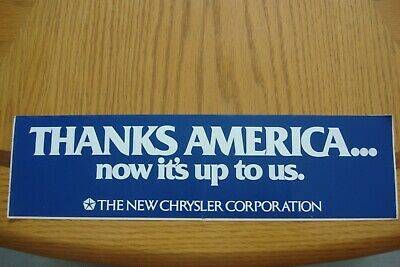 THANKS AMERICA...
now it's up to us.
THE NEW CHRYSLER CORPORATION